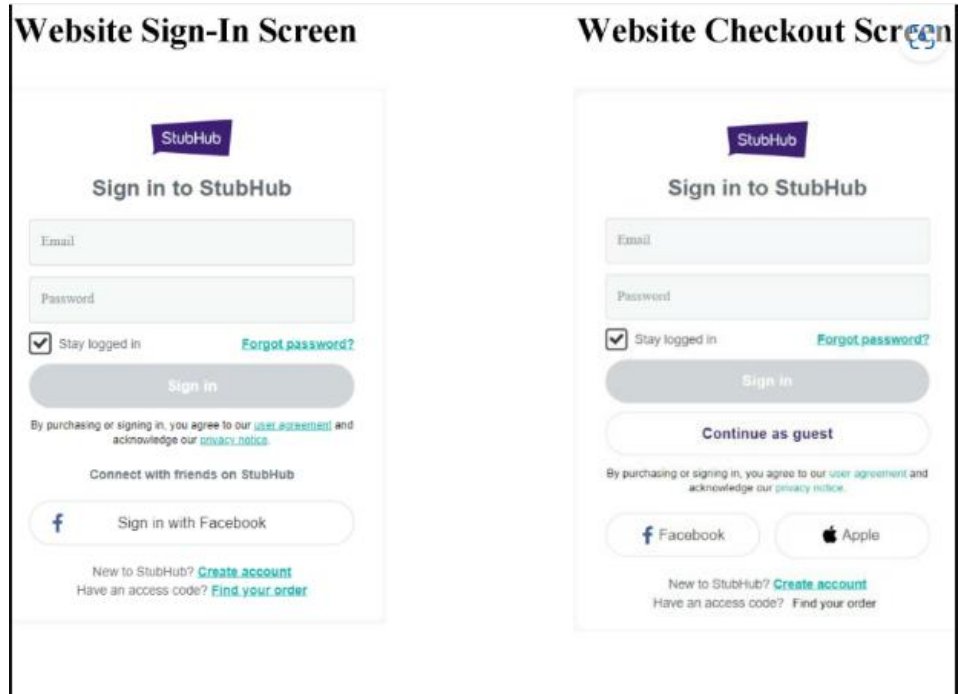 Website Sign-In Screen
StubHub
Sign in to StubHub
Email
Password
Stay logged in Forgot password?
Sign in
By purchasing or signing in, you agree to our user agreement and
acknowledge our privacy notice.
Connect with friends on StubHub
f Sign in with Facebook
New to StubHub? Create account
Have an access code? Find your order
Website Checkout Screen
StubHub
Sign in to StubHub
Email
Password
Stay logged in Forgot password?
Sign in
Continue as guest
By purchasing or signing in, you agree to our user agreement and
acknowledge our privacy notice.
f Facebook Apple
New to StubHub? Create account
Have an access code? Find your order